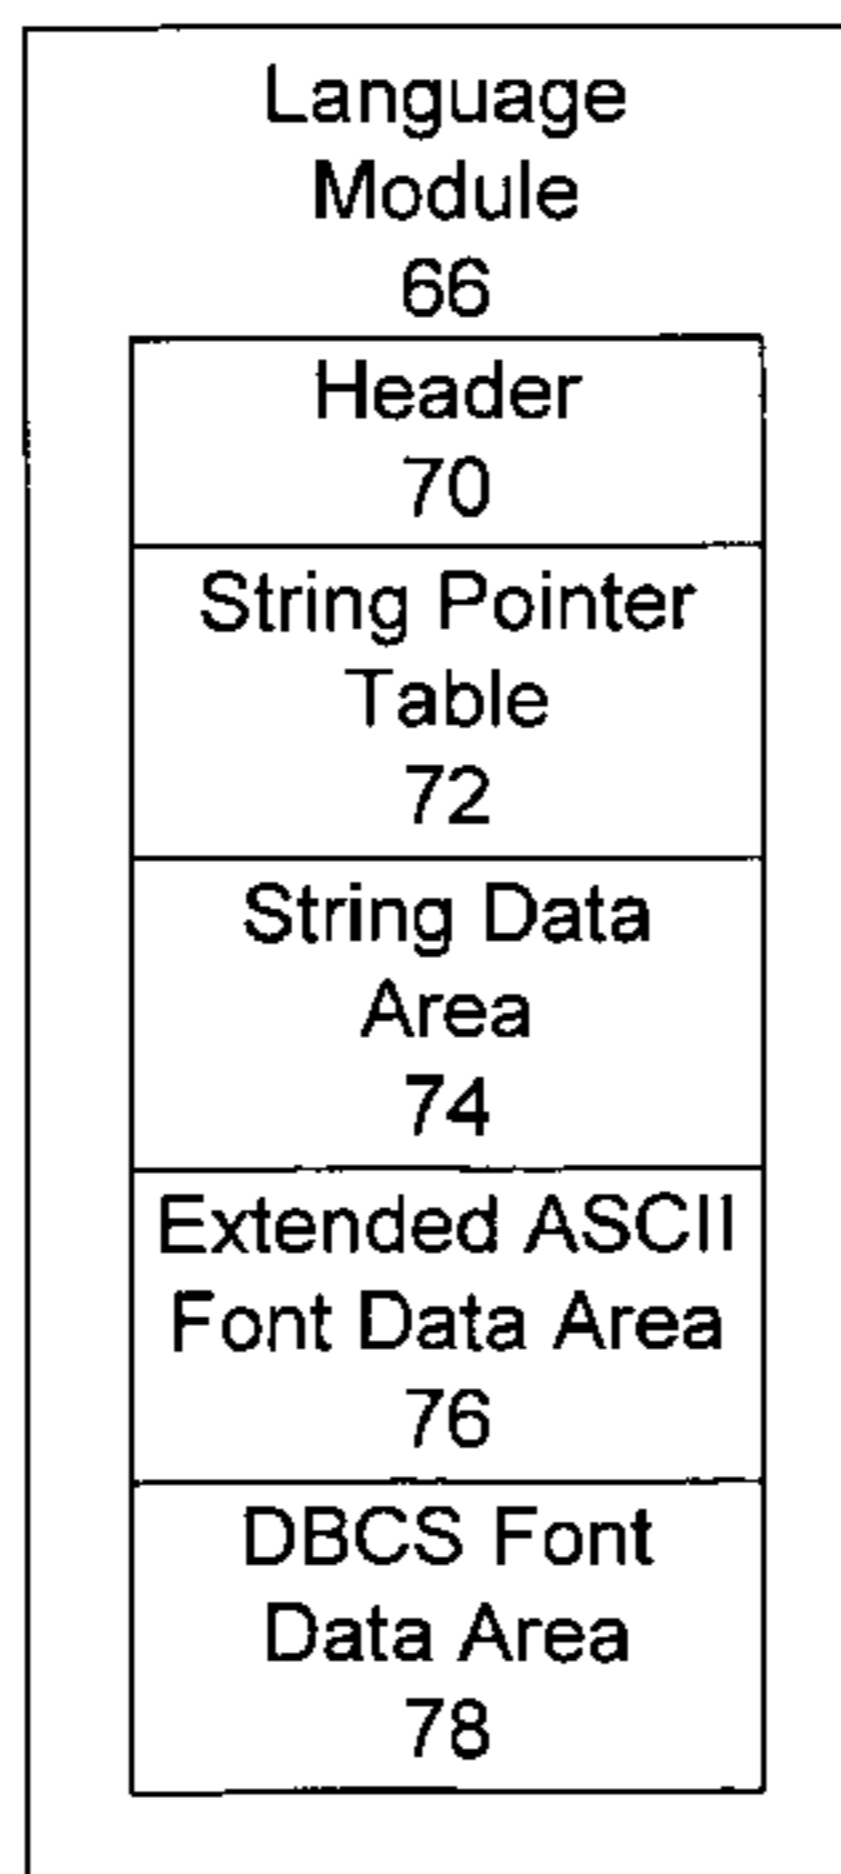 Language
Module
66
Header
70
String Pointer
Table
72
String Data
Area
74
Extended ASCII
Font Data Area
76
DBCS Font
Data Area
78